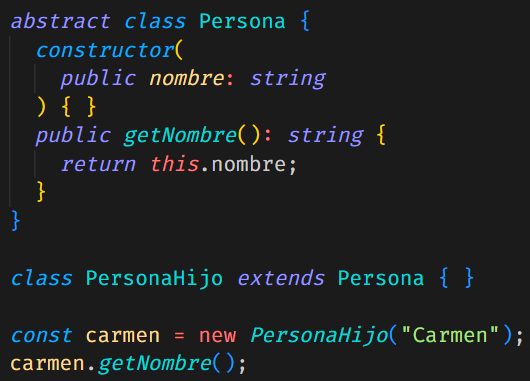 abstract class Persona {
  constructor(
    public nombre: string
  ) { }
  public getNombre(): string {
    return this.nombre;
  }
}

class PersonaHijo extends Persona { }

const carmen = new PersonaHijo("Carmen");
carmen.getNombre();